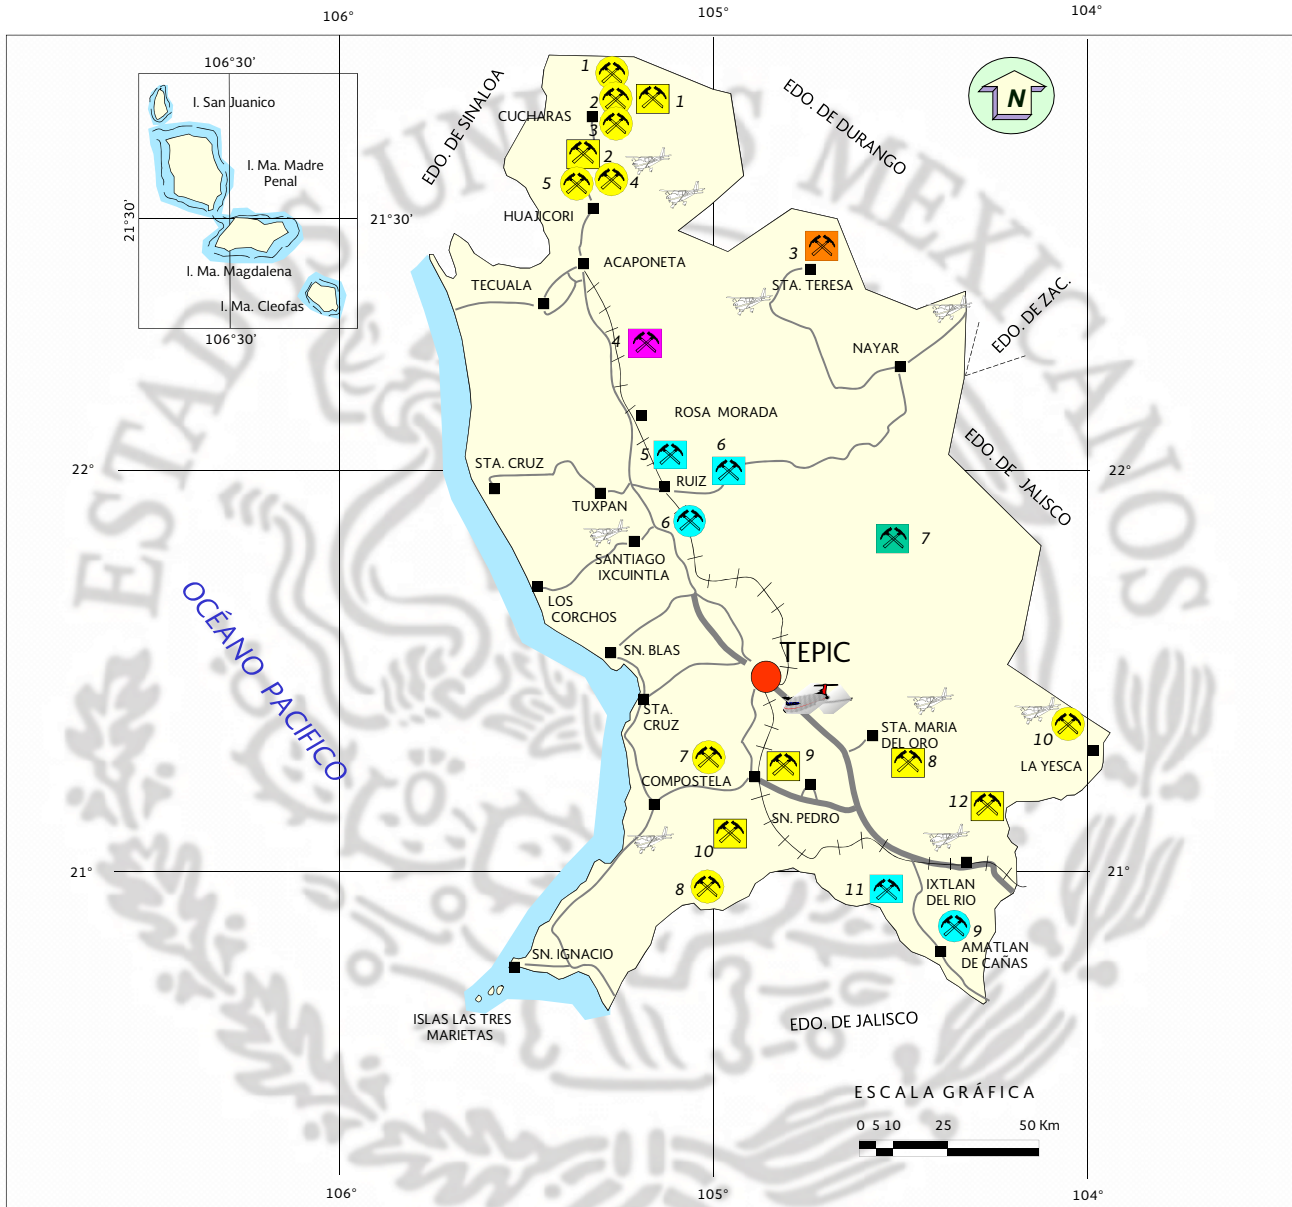 106°
105°
104°
106°30'
I. San Juanico
I. Ma. Madre
Penal
21°30'
21°30'
I. Ma. Magdalena
I. Ma. Cleofas
106°30'
EDO. DE SINALOA
EDO. DE DURANGO
N
1
2
1
CUCHARAS
3
2
5
4
HUAJICORI
ACAPONETA
TECUALA
3
STA. TERESA
EDO. DE ZAC.
4
NAYAR
ROSA MORADA
EDO. DE JALISCO
6
5
STA. CRUZ
22°
22°
RUIZ
TUXPAN
6
7
SANTIAGO
IXCUINTLA
LOS
CORCHOS
OCÉANO PACIFICO
SN. BLAS
TEPIC
STA.
CRUZ
STA. MARIA
DEL ORO
10
LA YESCA
7
9
8
COMPOSTELA
12
SN. PEDRO
10
21°
21°
8
11
IXTLAN
DEL RIO
9
AMATLAN
DE CAÑAS
SN. IGNACIO
ISLAS LAS TRES
MARIETAS
EDO. DE JALISCO
ESCALA GRÁFICA
0 5 10 25 50 Km
106°
105°
104°
ESTADOS UNIDOS MEXICANOS